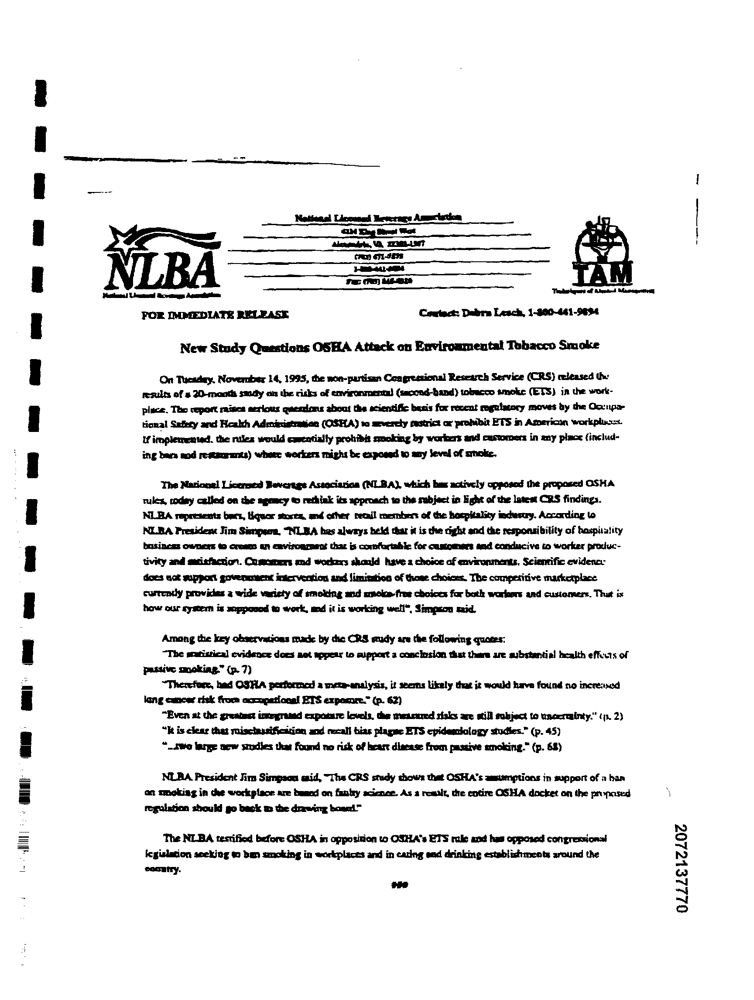 National Licensed Beverage Association
4214 King Street West
Alexandria, VA
(703) 671-7575
1-800-441-9894
Fax: (703) 845-0310
NLBA
National Licensed Beverage Association
TAM
Techniques of Alcohol Management
FOR IMMEDIATE RELEASE
Contact: Debra Leach, 1-800-441-9894
New Study Questions OSHA Attack on Environmental Tobacco Smoke
On Tuesday, November 14, 1995, the non-partisan Congressional Research Service (CRS) released the
results of a 20-month study on the risks of environmental (second-hand) tobacco smoke (ETS) in the work-
place. The report raises serious questions about the scientific basis for recent regulatory moves by the Occupa-
tional Safety and Health Administration (OSHA) to severely restrict or prohibit ETS in American workplaces.
If implemented, the rules would essentially prohibit smoking by workers and customers in any place (includ-
ing bars and restaurants) where workers might be exposed to any level of smoke.
The National Licensed Beverage Association (NLBA), which has actively opposed the proposed OSHA
rules, today called on the agency to rethink its approach to the subject in light of the latest CRS findings.
NLBA represents bars, liquor stores, and other retail members of the hospitality industry. According to
NLBA President Jim Simpson, "NLBA has always held that it is the right and the responsibility of hospitality
business owners to create an environment that is comfortable for customers and conducive to worker produc-
tivity and satisfaction. Customers and workers should have a choice of environments. Scientific evidence
does not support government intervention and limitation of those choices. The competitive marketplace
currently provides a wide variety of smoking and smoke-free choices for both workers and customers. That is
how our system is supposed to work, and it is working well", Simpson said.
Among the key observations made by the CRS study are the following quotes:
"The statistical evidence does not appear to support a conclusion that there are substantial health effects of
passive smoking." (p. 7)
"Therefore, had OSHA performed a meta-analysis, it seems likely that it would have found no increased
lung cancer risk from occupational ETS exposure." (p. 62)
"Even at the greatest integrated exposure levels, the measured risks are still subject to uncertainty." (p. 2)
"It is clear that misclassification and recall bias plague ETS epidemiology studies." (p. 45)
"...two large new studies that found no risk of heart disease from passive smoking." (p. 68)
NLBA President Jim Simpson said, "The CRS study shows that OSHA's assumptions in support of a ban
on smoking in the workplace are based on faulty science. As a result, the entire OSHA docket on the proposed
regulation should go back to the drawing board."
The NLBA testified before OSHA in opposition to OSHA's ETS rule and has opposed congressional
legislation seeking to ban smoking in workplaces and in eating and drinking establishments around the
country.
###
2072137770